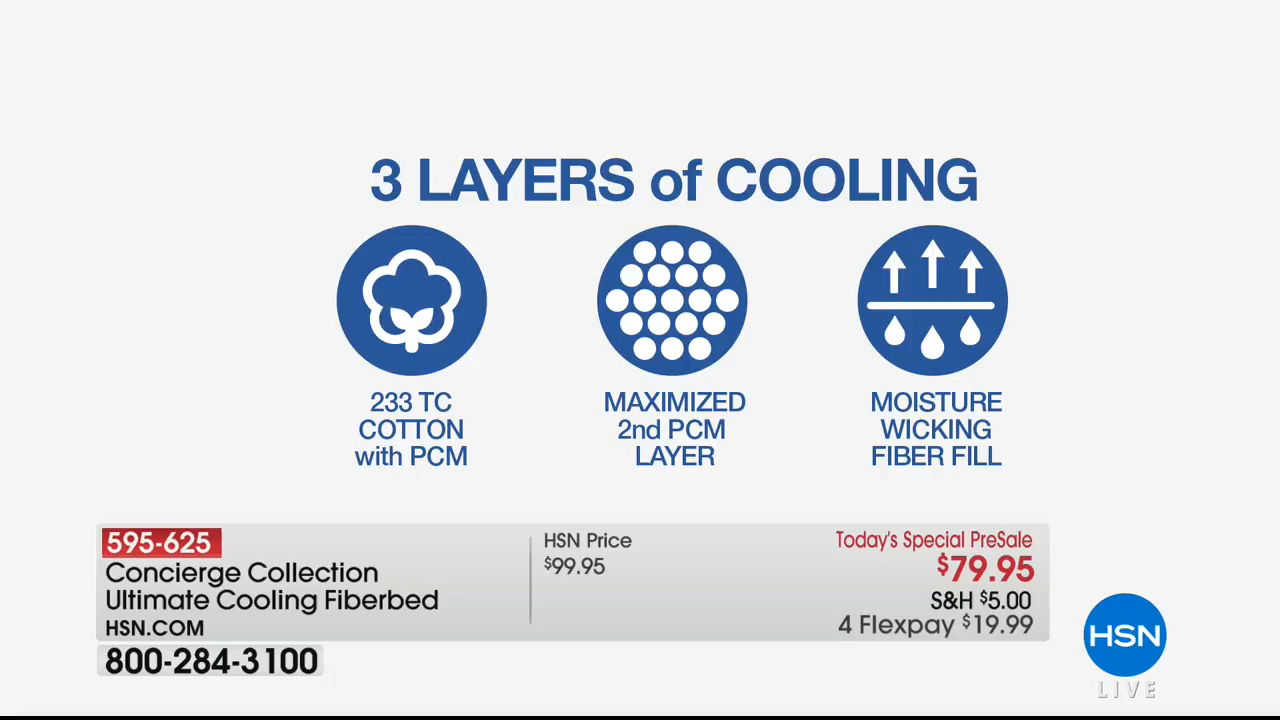 3 LAYERS of COOLING
233 TC
COTTON
with PCM
MAXIMIZED
2nd PCM
LAYER
MOISTURE
WICKING
FIBER FILL
595-625
Concierge Collection
Ultimate Cooling Fiberbed
HSN.COM
800-284-3100
HSN Price
$99.95
Today's Special PreSale
$79.95
S&H $5.00
4 Flexpay $19.99
HSN
LIVE